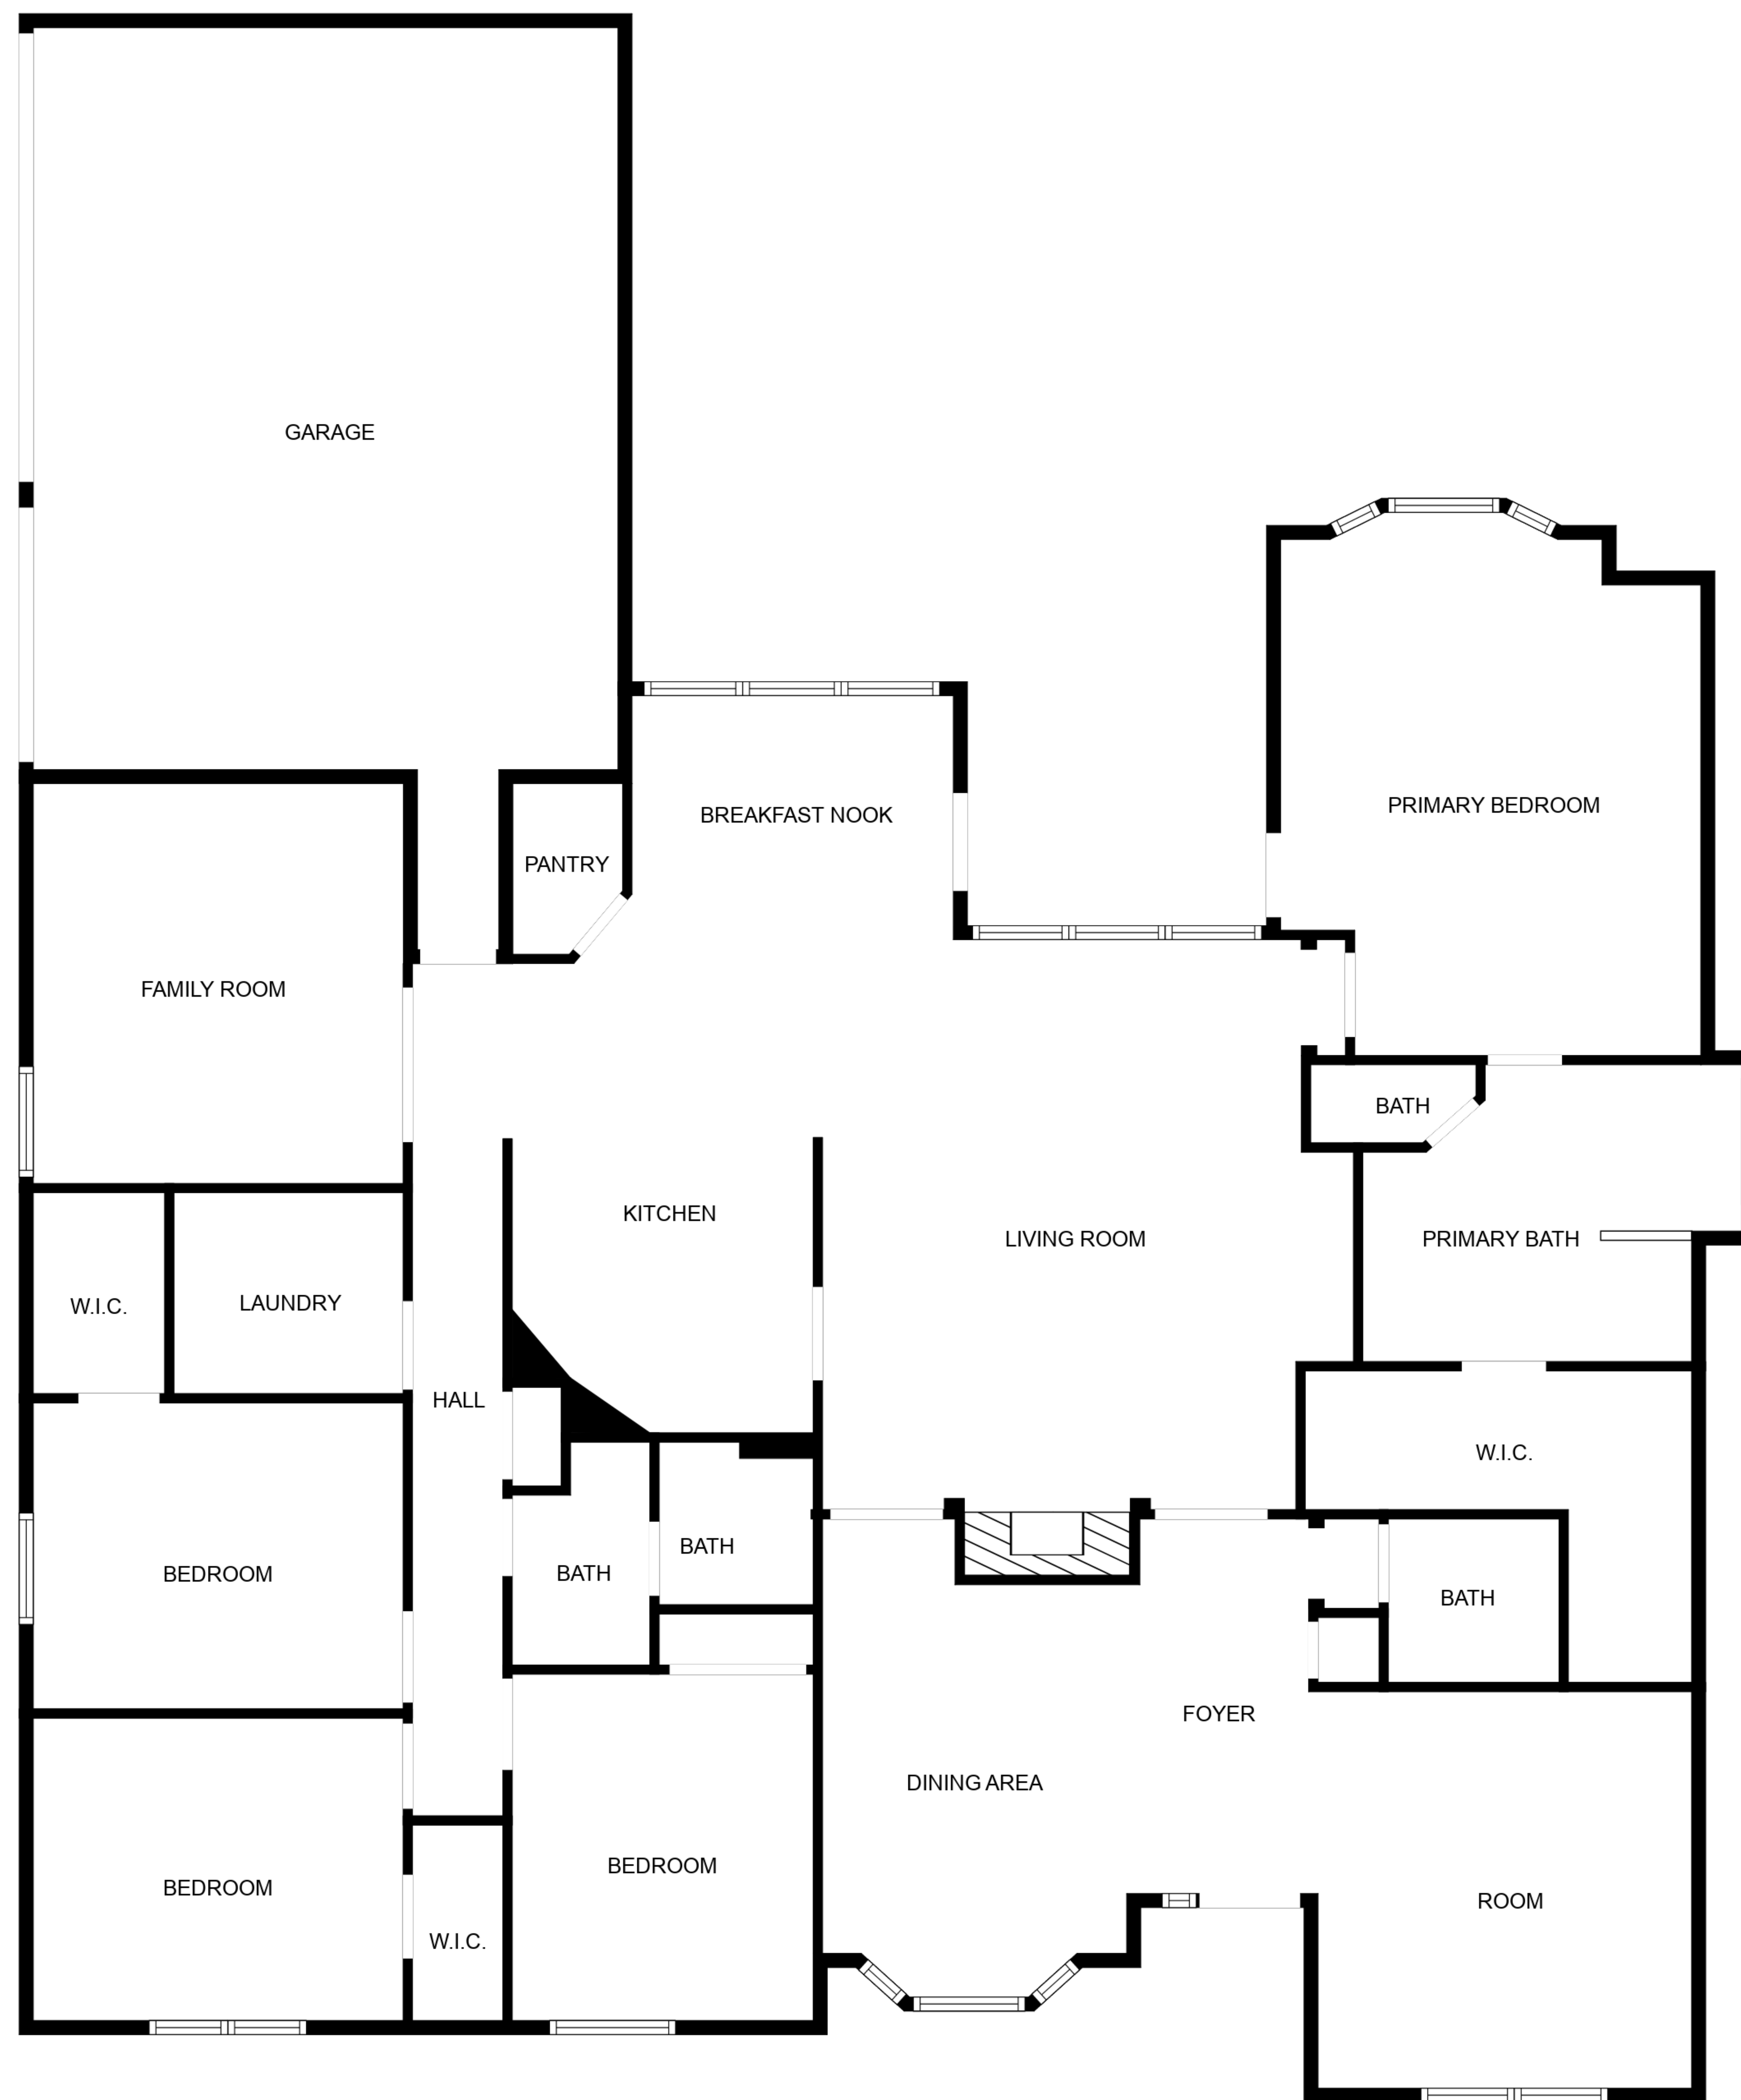 GARAGE
PRIMARY BEDROOM
BREAKFAST NOOK
PANTRY
FAMILY ROOM
BATH
KITCHEN
LIVING ROOM
PRIMARY BATH
W.I.C.
LAUNDRY
HALL
W.I.C.
BATH
BATH
BEDROOM
BATH
FOYER
DINING AREA
BEDROOM
BEDROOM
ROOM
W.I.C.